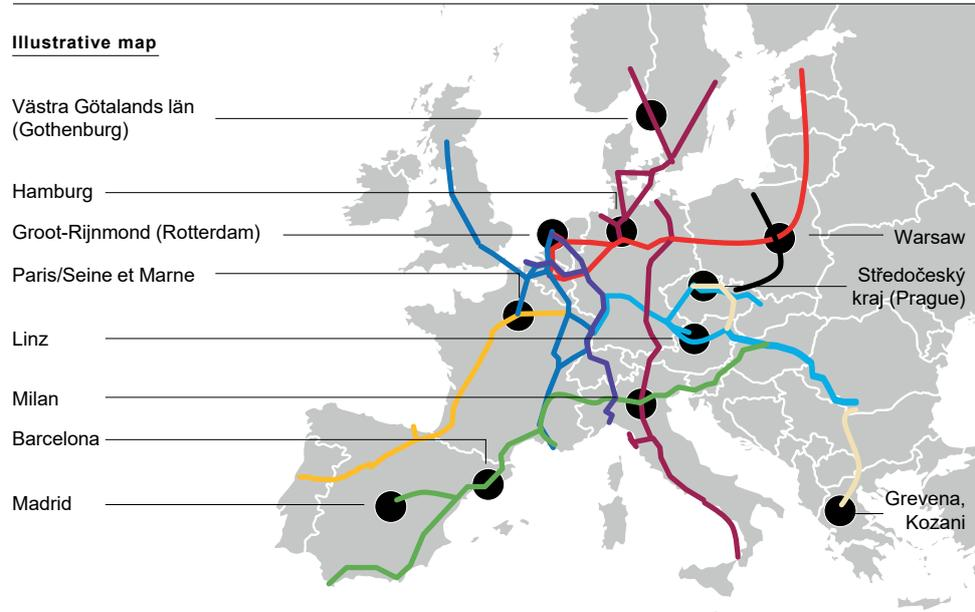 Illustrative map
Västra Götalands län
(Gothenburg)
Hamburg
Groot-Rijnmond (Rotterdam)
Paris/Seine et Marne
Linz
Milan
Barcelona
Madrid
Warsaw
Středočeský
kraj (Prague)
Grevena,
Kozani